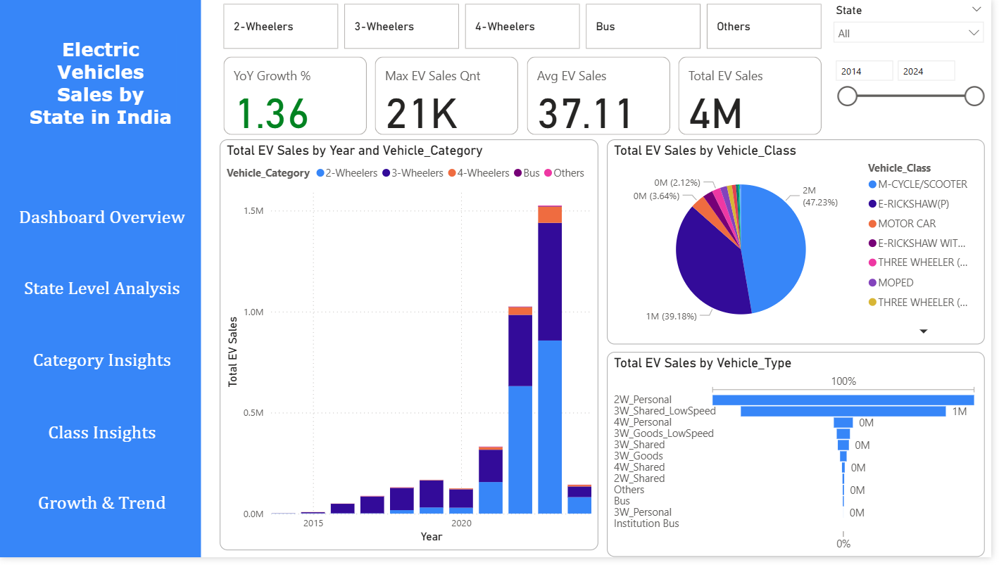 Electric
Vehicles
Sales by
State in India
Dashboard Overview
State Level Analysis
Category Insights
Class Insights
Growth & Trend
2-Wheelers
3-Wheelers
4-Wheelers
Bus
Others
State
All
2014
2024
YoY Growth %
1.36
Max EV Sales Qnt
21K
Avg EV Sales
37.11
Total EV Sales
4M
Total EV Sales by Year and Vehicle_Category
Vehicle_Category 2-Wheelers 3-Wheelers 4-Wheelers Bus Others
Total EV Sales
1.5M
1.0M
0.5M
0.0M
2015
2020
Year
Total EV Sales by Vehicle_Class
0M (2.12%)
0M (3.64%)
2M
(47.23%)
1M (39.18%)
Vehicle_Class
M-CYCLE/SCOOTER
E-RICKSHAW(P)
MOTOR CAR
E-RICKSHAW WIT...
THREE WHEELER (...
MOPED
THREE WHEELER (...
Total EV Sales by Vehicle_Type
100%
2W_Personal
3W_Shared_LowSpeed 1M
4W_Personal 0M
3W_Goods_LowSpeed
3W_Shared 0M
3W_Goods
4W_Shared 0M
2W_Shared
Others 0M
Bus
3W_Personal 0M
Institution Bus
0%